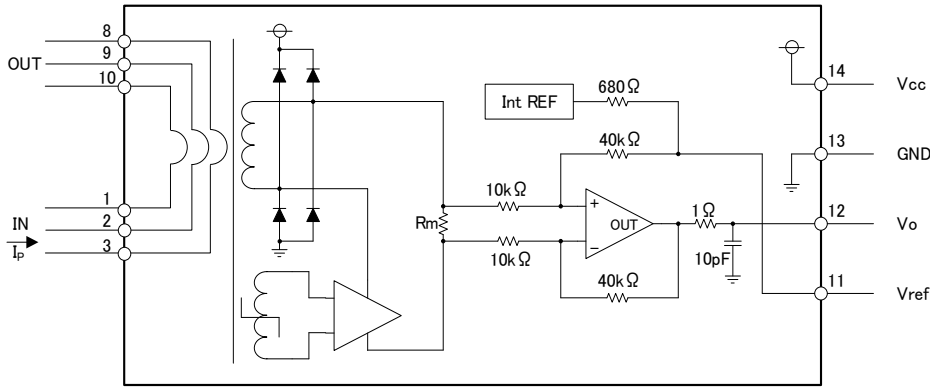 8
OUT
9
10
1
IN
2
IP
3
Int REF
680Ω
40kΩ
10kΩ
Rm
10kΩ
+
−
OUT
40kΩ
1Ω
10pF
14
Vcc
13
GND
12
Vo
11
Vref